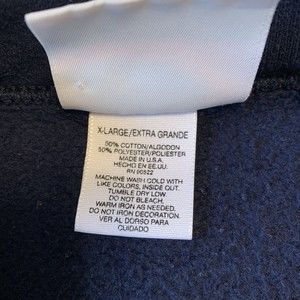 X-LARGE/EXTRA GRANDE
50% COTTON/ALGODON
50% POLYESTER/POLIESTER
MADE IN U.S.A.
HECHO EN EE.UU.
RN 90522
MACHINE WASH COLD WITH
LIKE COLORS, INSIDE OUT.
TUMBLE DRY LOW.
DO NOT BLEACH.
WARM IRON AS NEEDED.
DO NOT IRON DECORATION.
VER AL DORSO PARA
CUIDADO